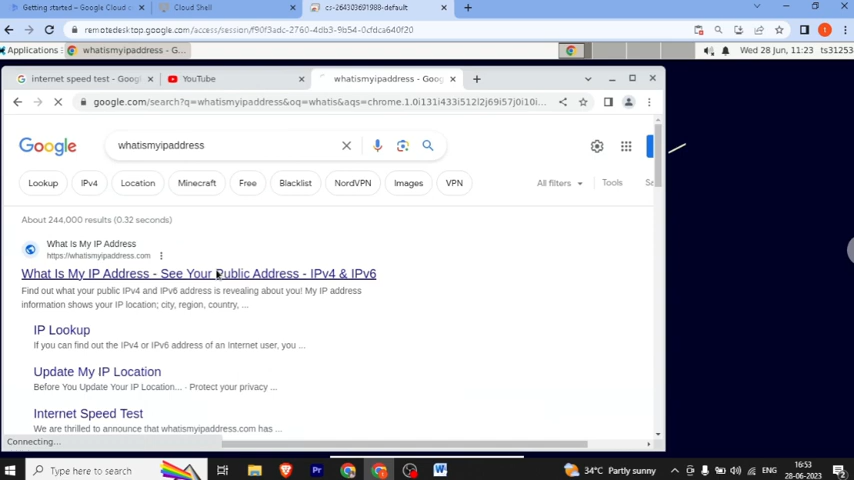 Getting started – Google Cloud s
Cloud Shell
cs-264303691988-default
remotedesktop.google.com/access/session/f90f3adc-2760-4db3-9b54-0cfdca640f20
Applications
whatismyipaddress - G...
Wed 28 Jun, 11:23
ts31253
internet speed test - Googl
YouTube
whatismyipaddress - Goog
google.com/search?q=whatismyipaddress&oq=whatis&aqs=chrome.1.0i131i433i512l2j69i57j0i10i...
Google
whatismyipaddress
Lookup
IPv4
Location
Minecraft
Free
Blacklist
NordVPN
Images
VPN
All filters
Tools
About 244,000 results (0.32 seconds)
What Is My IP Address
https://whatismyipaddress.com
What Is My IP Address - See Your Public Address - IPv4 & IPv6
Find out what your public IPv4 and IPv6 address is revealing about you! My IP address
information shows your IP location; city, region, country, ...
IP Lookup
If you can find out the IPv4 or IPv6 address of an Internet user, you ...
Update My IP Location
Before You Update Your IP Location... · Protect your privacy ...
Internet Speed Test
We are thrilled to announce that whatismyipaddress.com has ...
Connecting...
Type here to search
34°C Partly sunny
ENG
16:53
28-06-2023